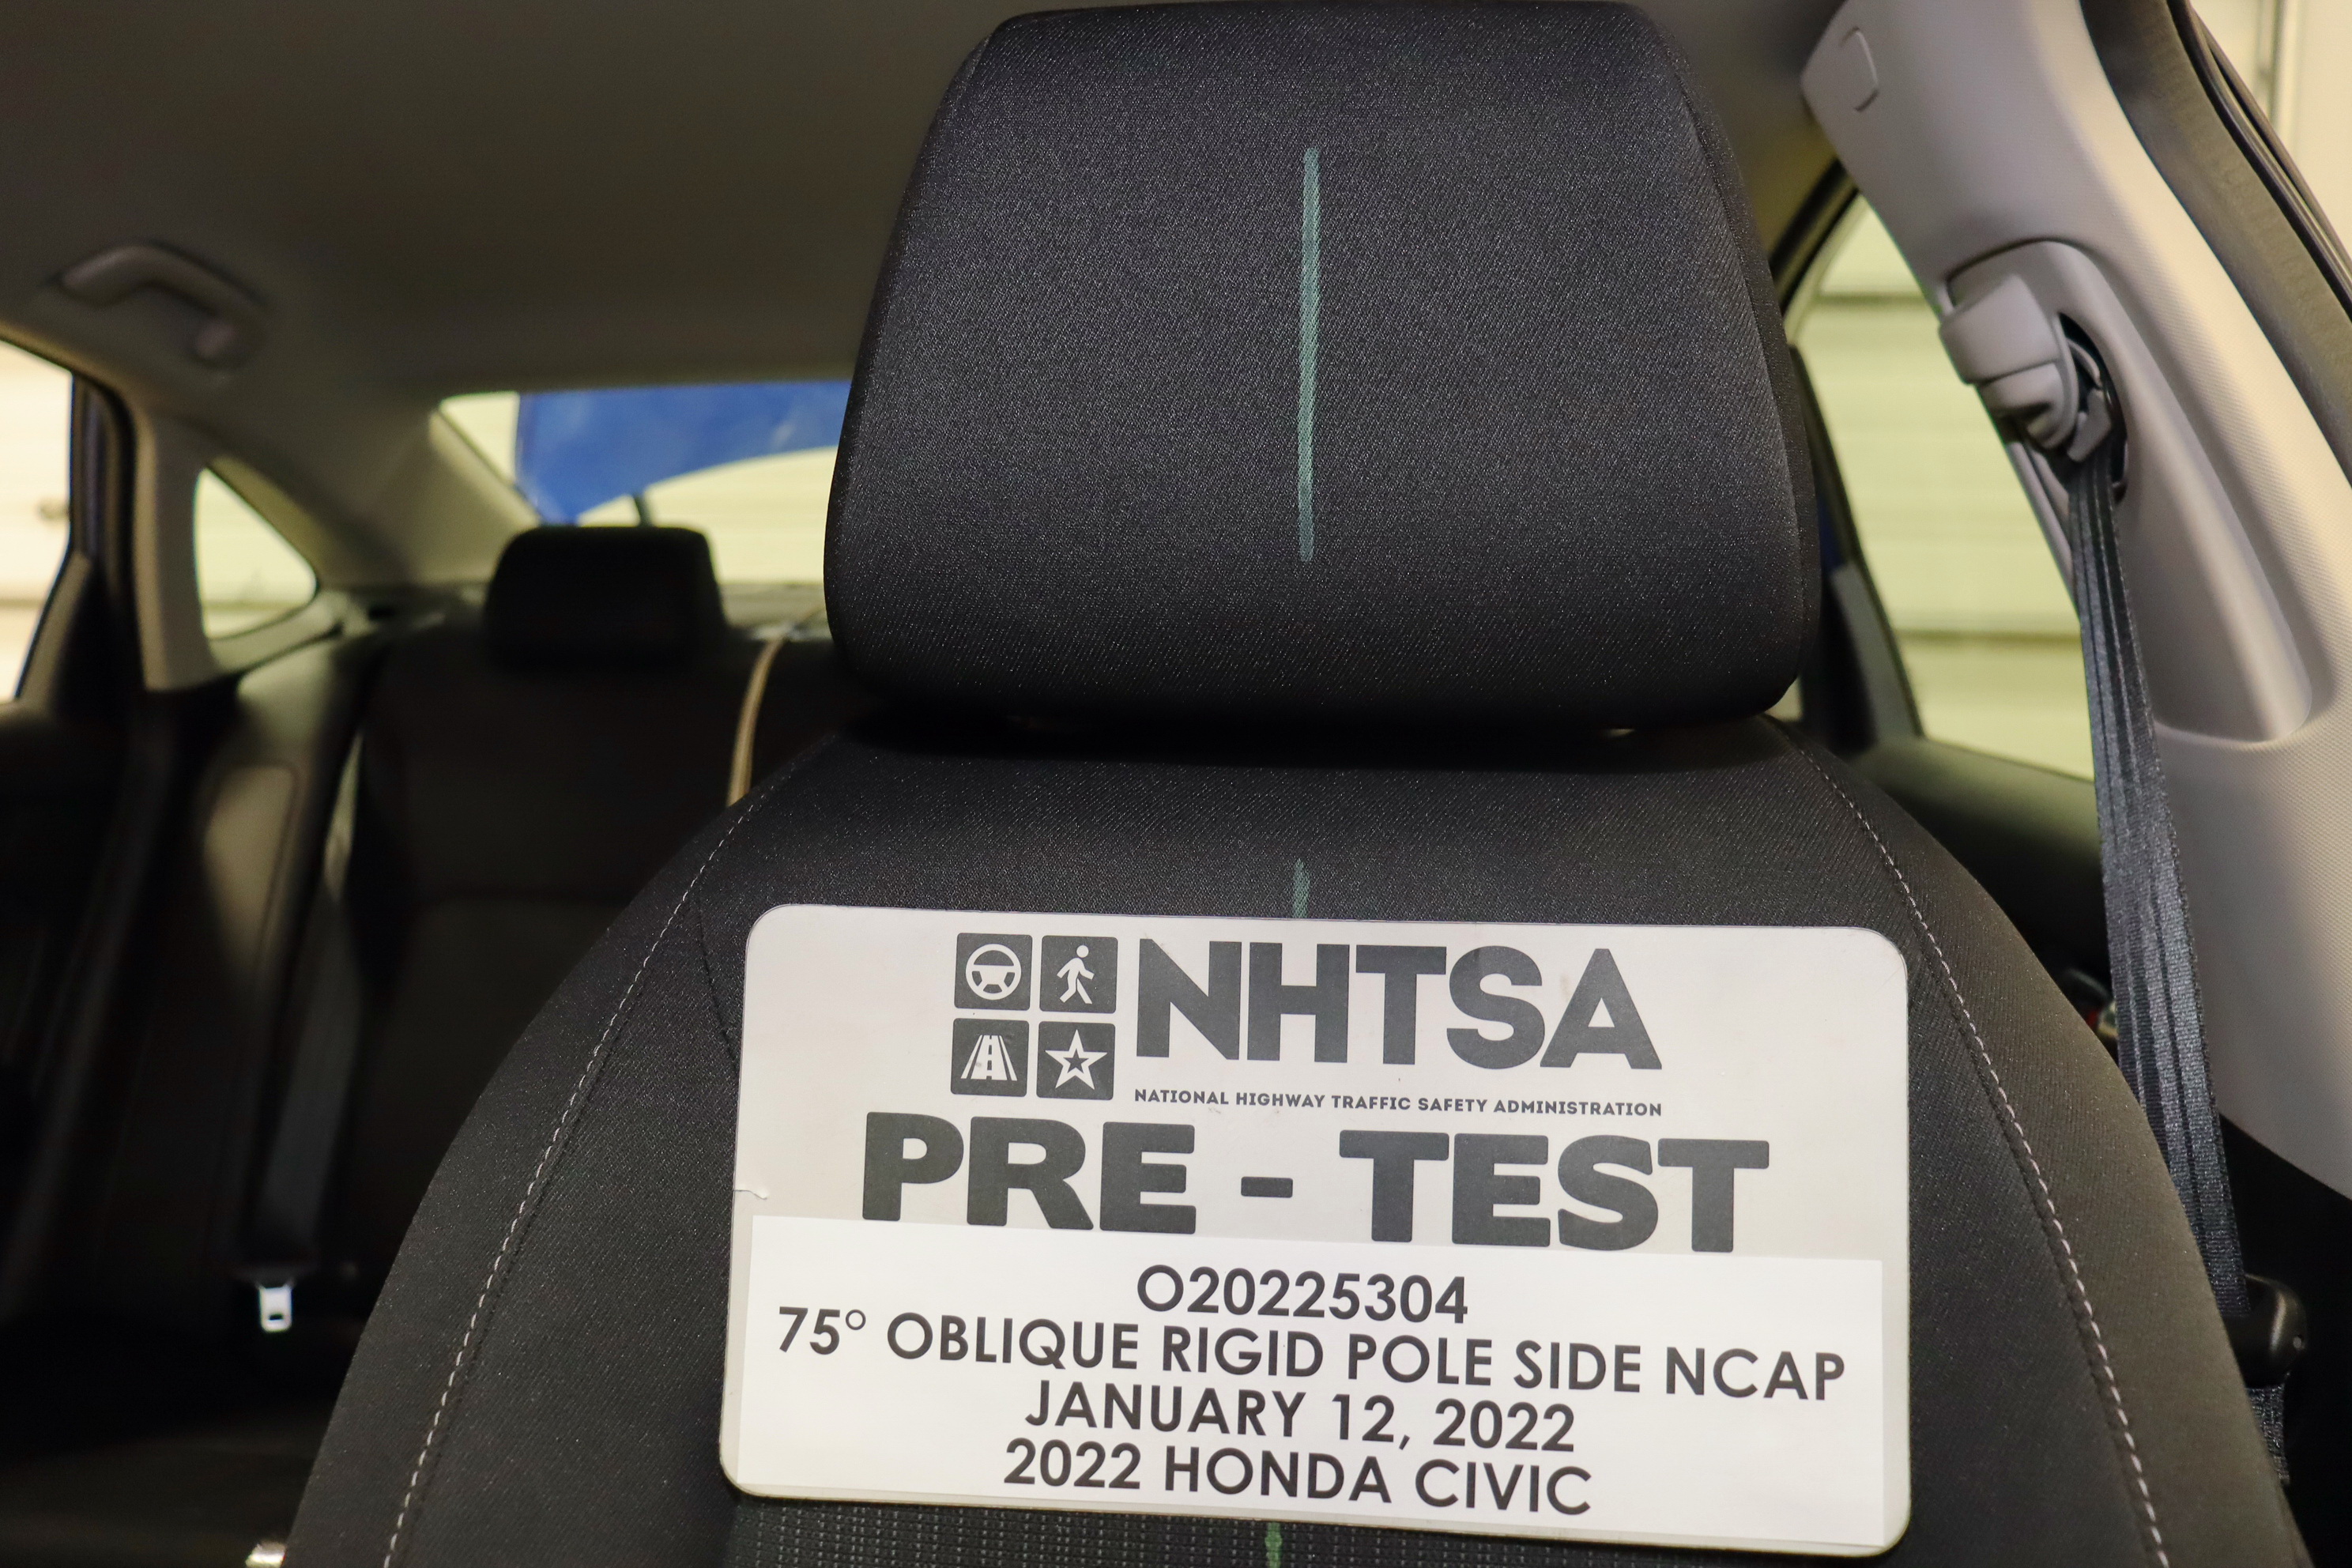 NHTSA
NATIONAL HIGHWAY TRAFFIC SAFETY ADMINISTRATION
PRE - TEST
O20225304
75° OBLIQUE RIGID POLE SIDE NCAP
JANUARY 12, 2022
2022 HONDA CIVIC